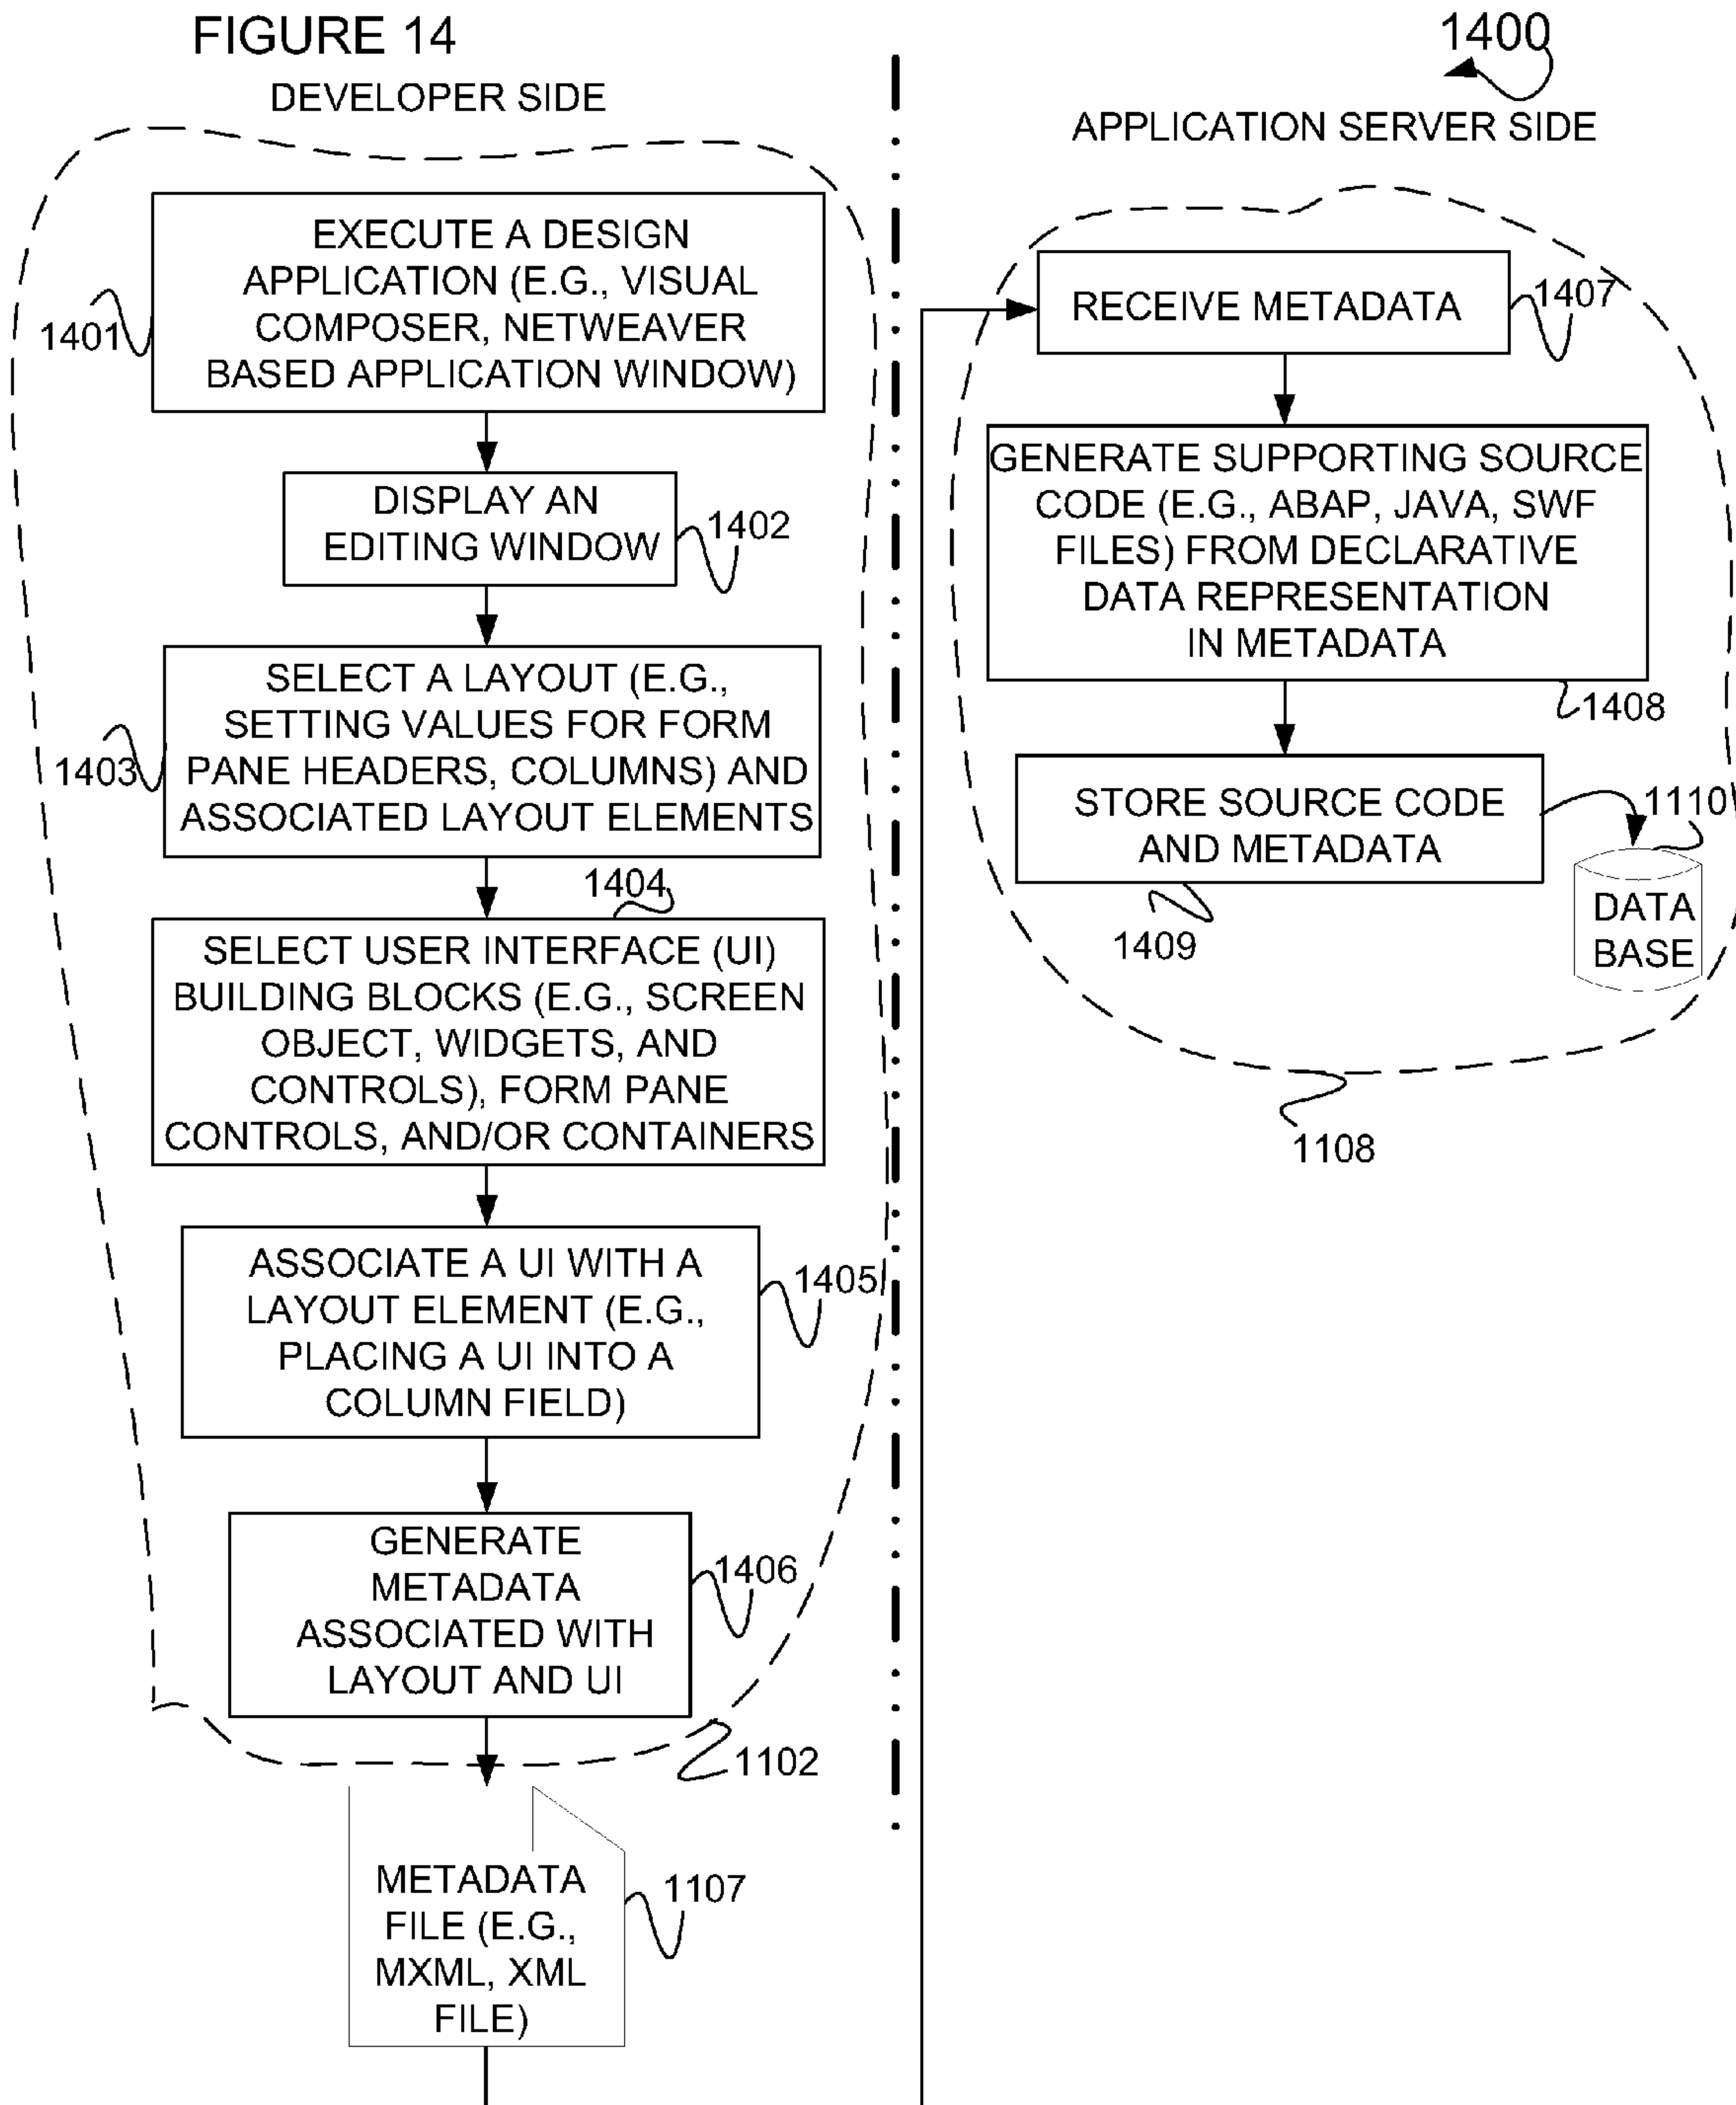 FIGURE 14
DEVELOPER SIDE
EXECUTE A DESIGN
APPLICATION (E.G., VISUAL
COMPOSER, NETWEAVER
BASED APPLICATION WINDOW)
1401
DISPLAY AN
EDITING WINDOW
1402
SELECT A LAYOUT (E.G.,
SETTING VALUES FOR FORM
PANE HEADERS, COLUMNS) AND
ASSOCIATED LAYOUT ELEMENTS
1403
1404
SELECT USER INTERFACE (UI)
BUILDING BLOCKS (E.G., SCREEN
OBJECT, WIDGETS, AND
CONTROLS), FORM PANE
CONTROLS, AND/OR CONTAINERS
ASSOCIATE A UI WITH A
LAYOUT ELEMENT (E.G.,
PLACING A UI INTO A
COLUMN FIELD)
1405
GENERATE
METADATA
ASSOCIATED WITH
LAYOUT AND UI
1406
1102
METADATA
FILE (E.G.,
MXML, XML
FILE)
1107
1400
APPLICATION SERVER SIDE
RECEIVE METADATA
1407
GENERATE SUPPORTING SOURCE
CODE (E.G., ABAP, JAVA, SWF
FILES) FROM DECLARATIVE
DATA REPRESENTATION
IN METADATA
1408
STORE SOURCE CODE
AND METADATA
1409
1110
DATA
BASE
1108